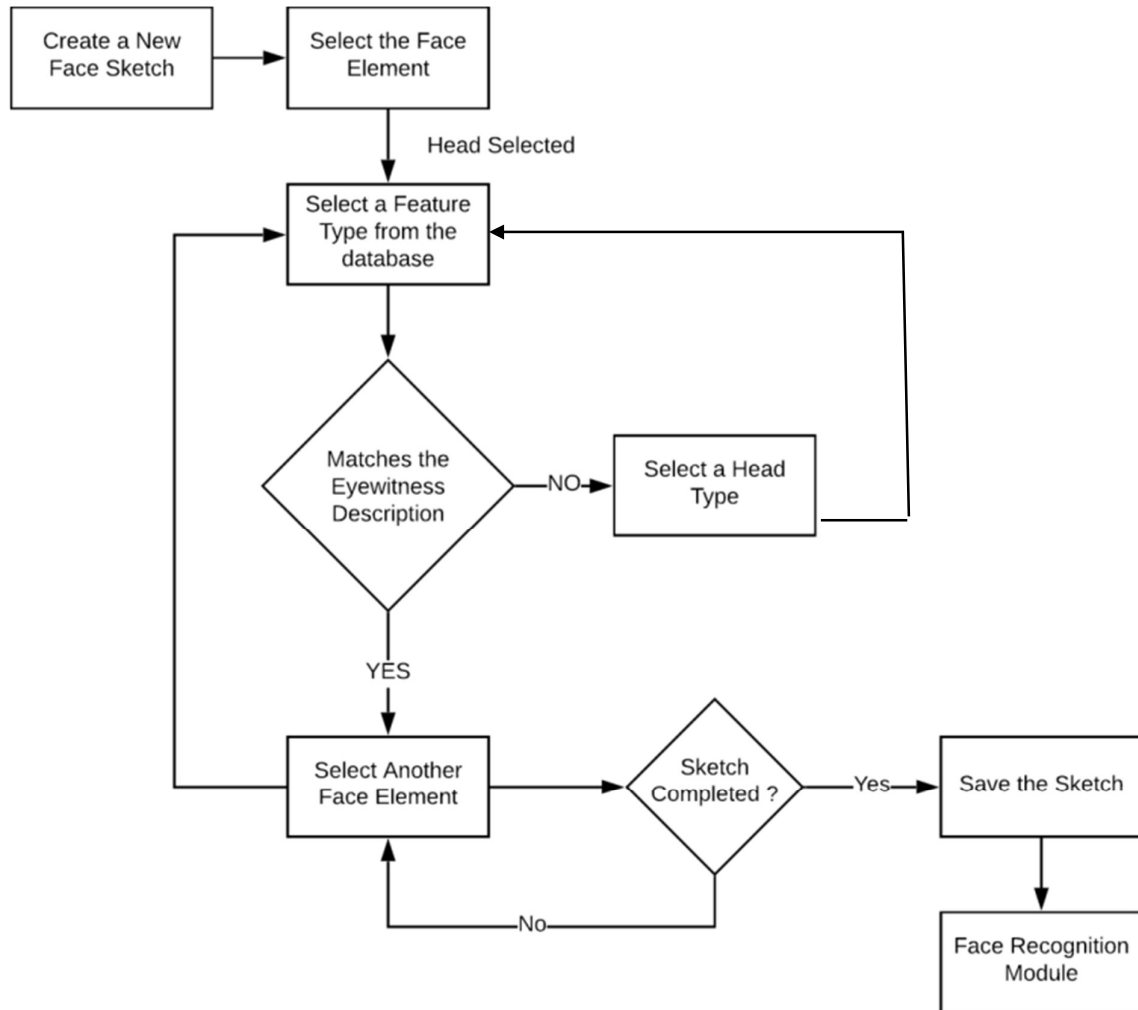 Create a New
Face Sketch
Select the Face
Element
Head Selected
Select a Feature
Type from the
database
Matches the
Eyewitness
Description
NO
Select a Head
Type
YES
Select Another
Face Element
Sketch
Completed ?
Yes
Save the Sketch
No
Face Recognition
Module